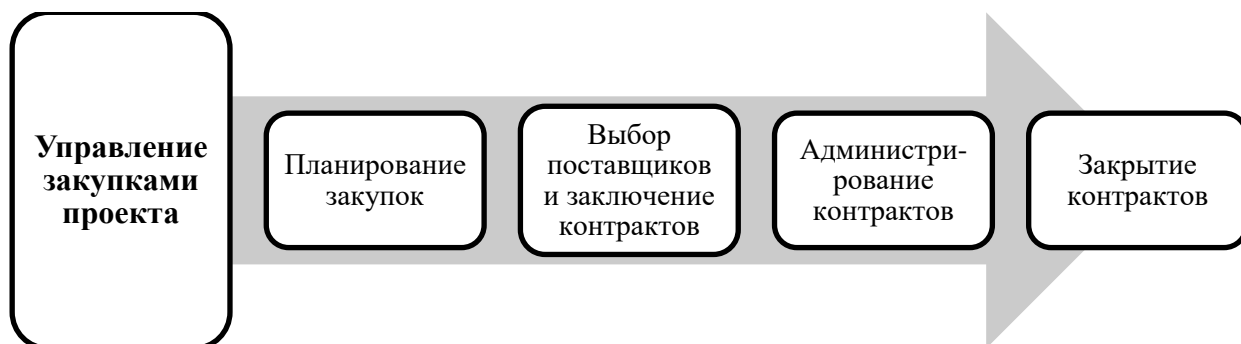 Управление
закупками
проекта
Планирование
закупок
Выбор
поставщиков
и заключение
контрактов
Администри-
рование
контрактов
Закрытие
контрактов